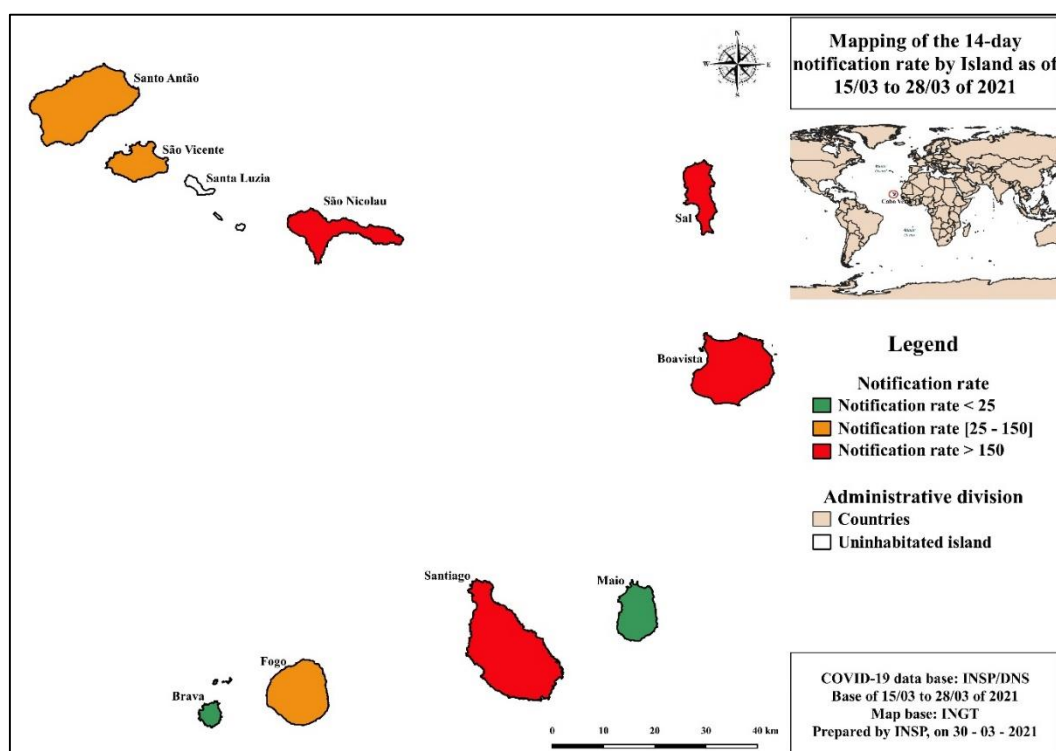 Mapping of the 14-day
notification rate by Island as of
15/03 to 28/03 of 2021
N
W
E
S
Santo Antão
São Vicente
Santa Luzia
São Nicolau
Sal
Boavista
Santiago
Maio
Fogo
Brava
Legend
Notification rate
Notification rate < 25
Notification rate [25 - 150]
Notification rate > 150
Administrative division
Countries
Uninhabitated island
0 10 20 30 40 km
COVID-19 data base: INSP/DNS
Base of 15/03 to 28/03 of 2021
Map base: INGT
Prepared by INSP, on 30 - 03 - 2021